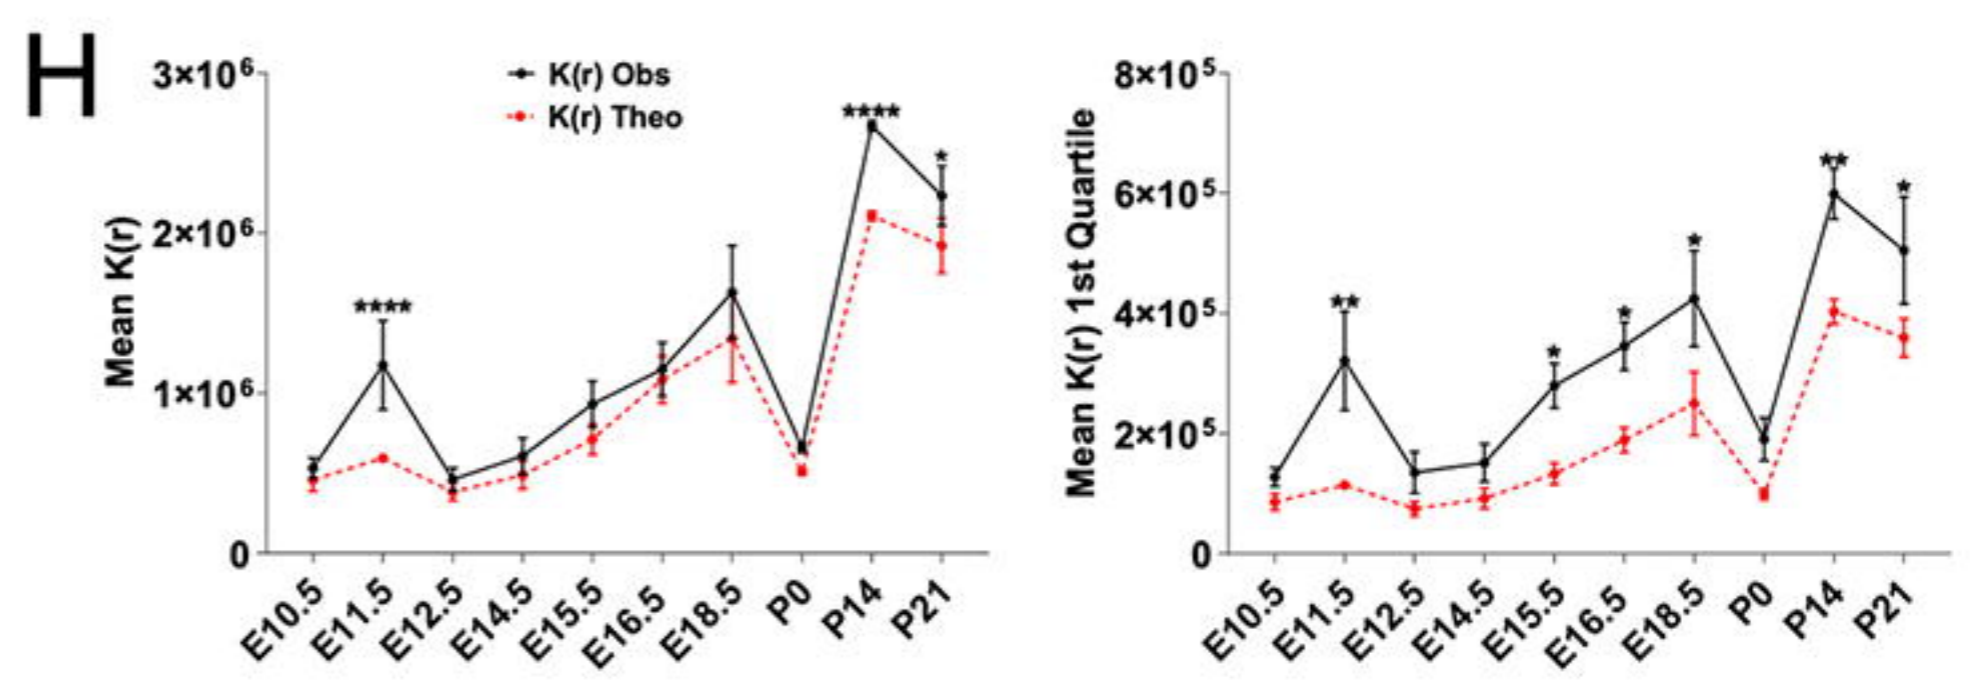 H
Mean K(r)
3×10⁶
2×10⁶
1×10⁶
0
K(r) Obs
K(r) Theo
****
****
*
E10.5
E11.5
E12.5
E14.5
E15.5
E16.5
E18.5
P0
P14
P21
Mean K(r) 1st Quartile
8×10⁵
6×10⁵
4×10⁵
2×10⁵
0
**
*
*
*
**
*
E10.5
E11.5
E12.5
E14.5
E15.5
E16.5
E18.5
P0
P14
P21